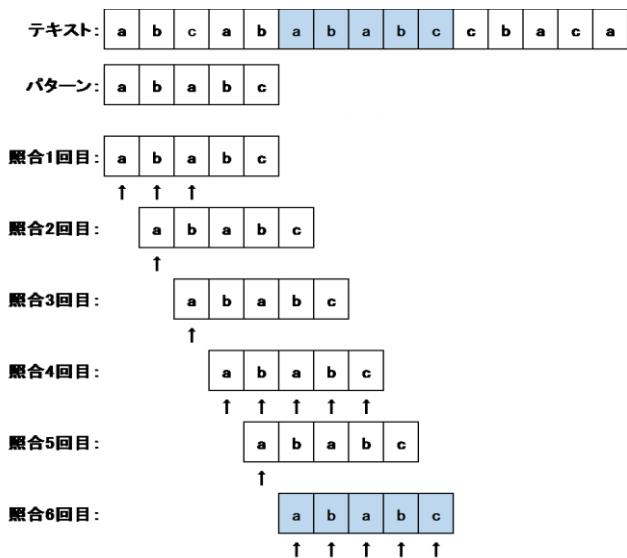 テキスト: a b c a b a b a b c c b a c a
パターン: a b a b c
照合1回目: a b a b c
↑ ↑ ↑
照合2回目: a b a b c
↑
照合3回目: a b a b c
↑
照合4回目: a b a b c
↑ ↑ ↑ ↑ ↑
照合5回目: a b a b c
↑
照合6回目: a b a b c
↑ ↑ ↑ ↑ ↑